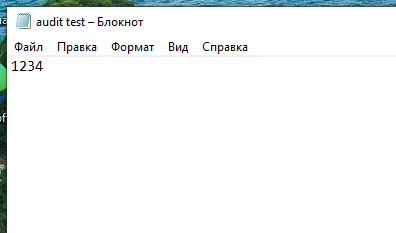 audit test – Блокнот
Файл Правка Формат Вид Справка
1234